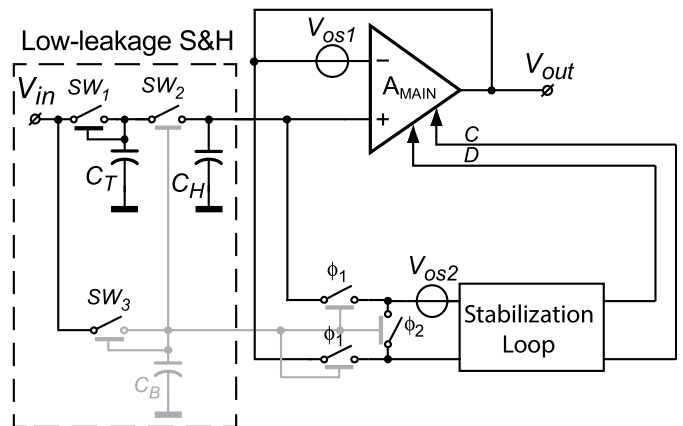 Low-leakage S&H
V_os1
V_in
SW_1
SW_2
−
A_MAIN
+
V_out
C
D
C_T
C_H
SW_3
ϕ_1
V_os2
ϕ_2
ϕ_1
Stabilization
Loop
C_B